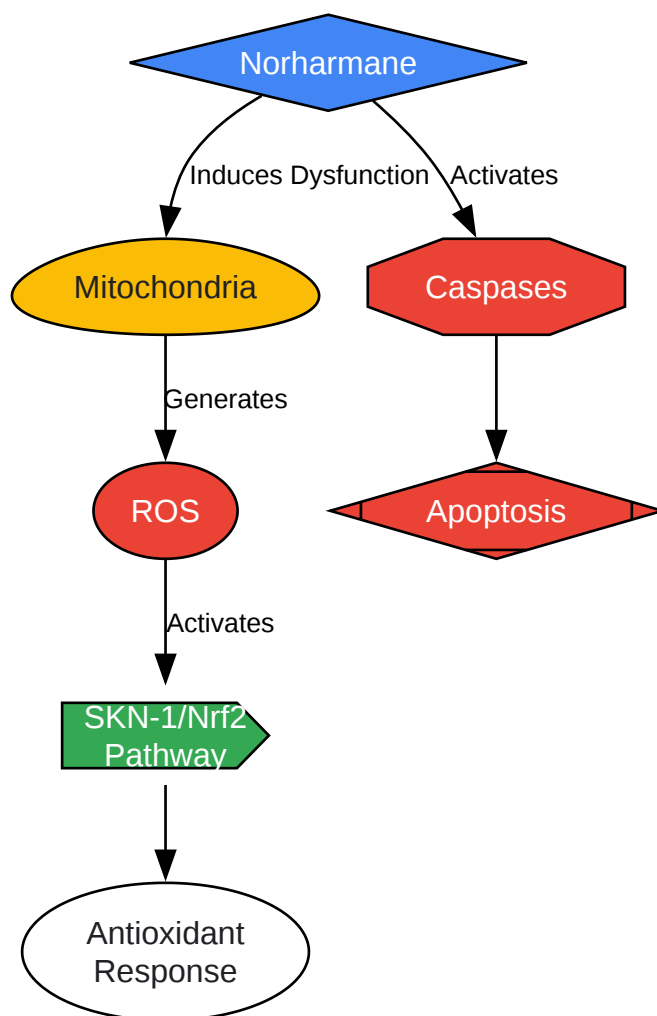 Norharmane
Induces Dysfunction
Activates
Mitochondria
Caspases
Generates
ROS
Apoptosis
Activates
SKN-1/Nrf2
Pathway
Antioxidant
Response